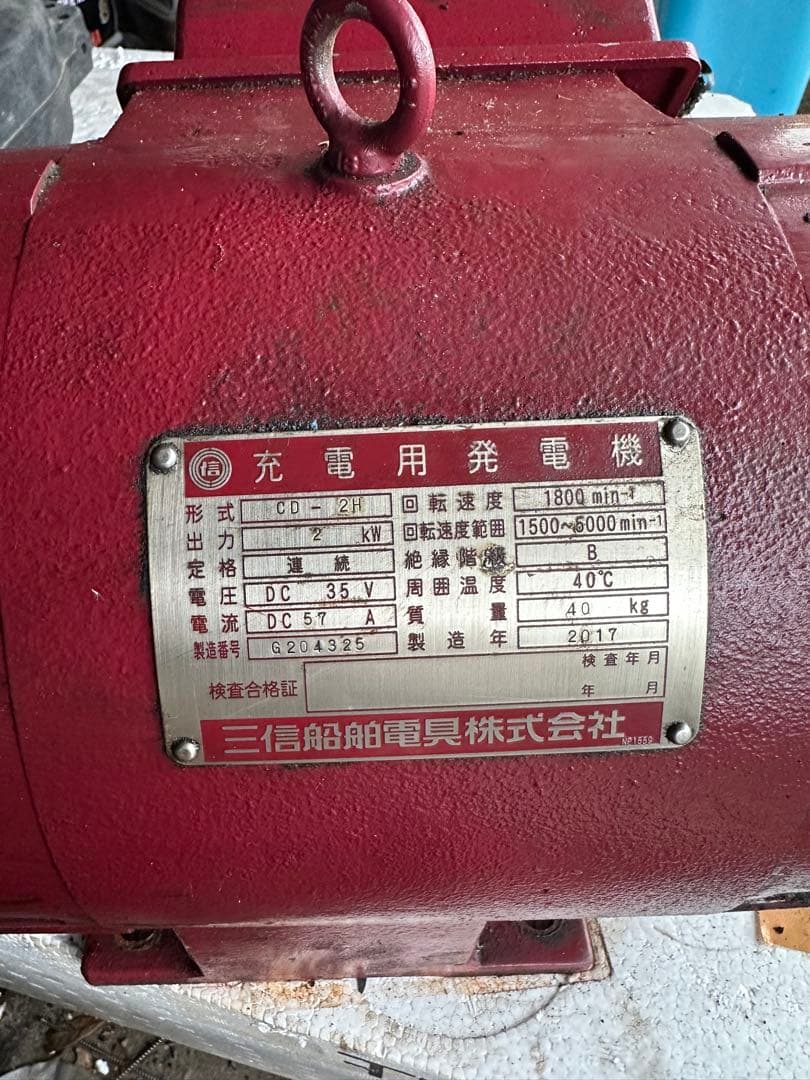 信 充電用発電機
形式 CD-2H 回転速度 1800 min⁻¹
出力 2 kW 回転速度範囲 1500~5000 min⁻¹
定格 連続 絶縁階級 B
電圧 DC 35 V 周囲温度 40℃
電流 DC 57 A 質量 40 kg
製造番号 G204325 製造年 2017
検査合格証 検査年月
年 月
三信船舶電具株式会社 NP1559